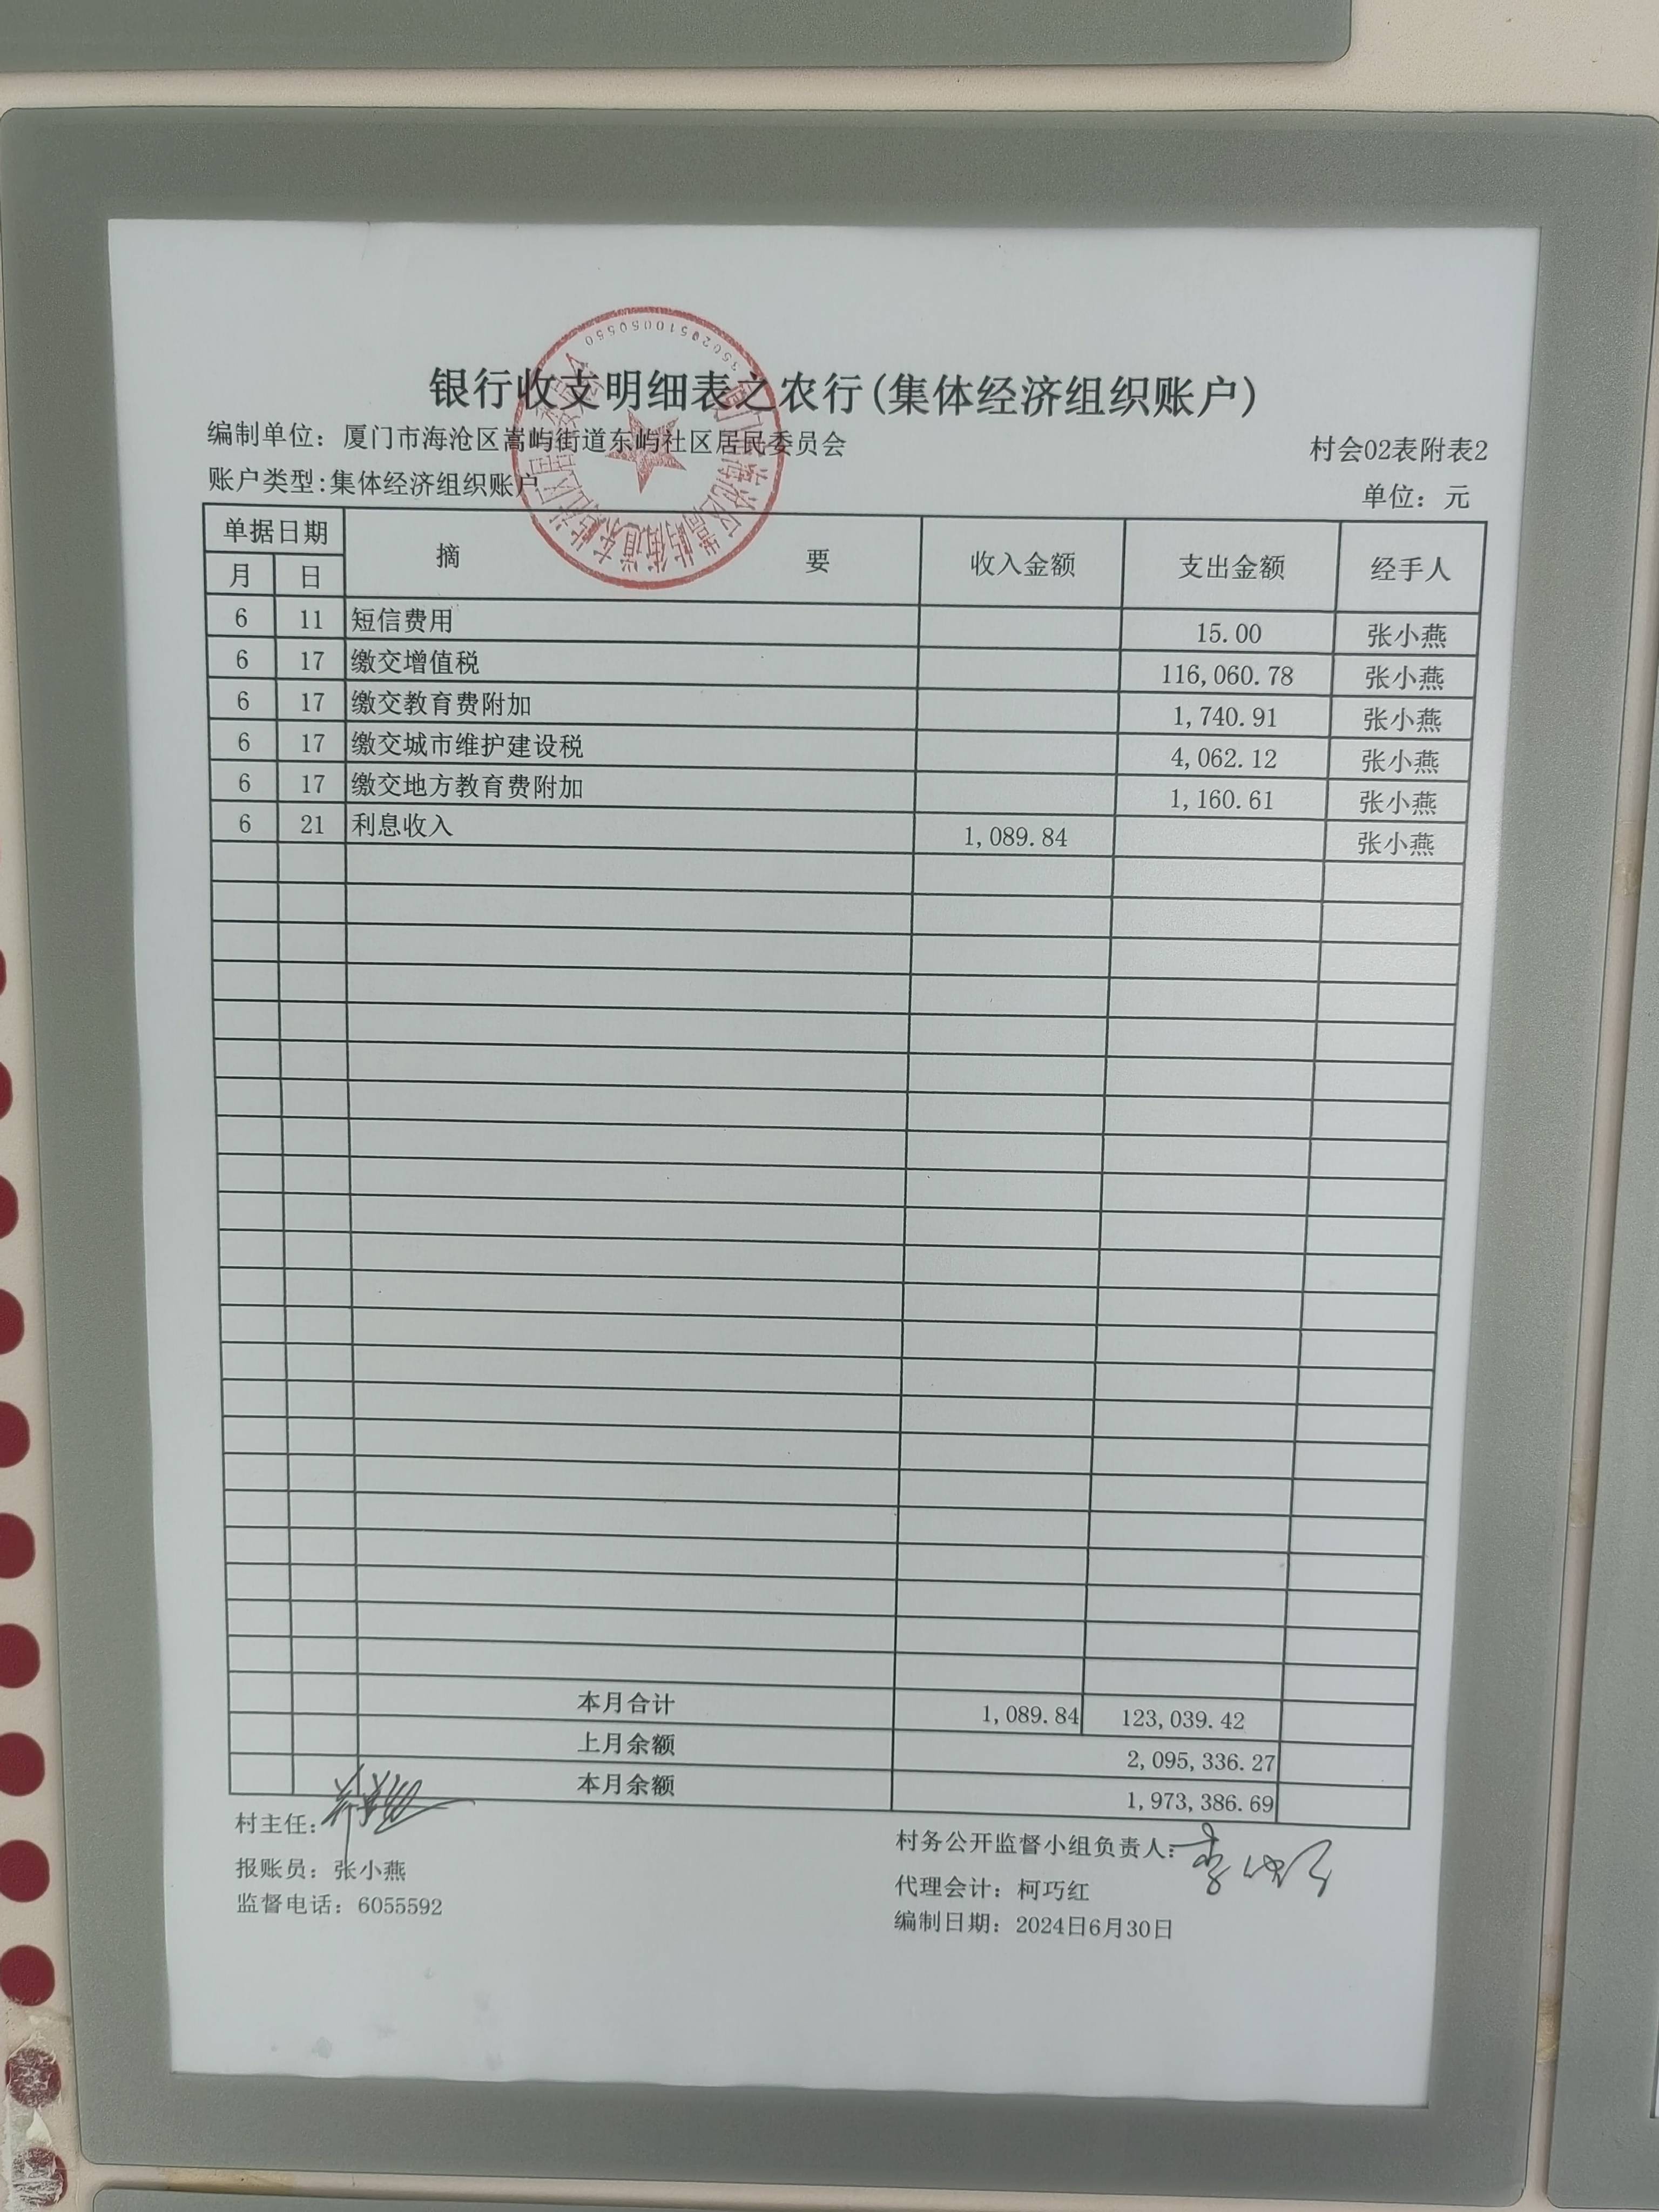 35020510050550
银行收支明细表之农行(集体经济组织账户)
编制单位：厦门市海沧区嵩屿街道东屿社区居民委员会
村会02表附表2
账户类型:集体经济组织账户
单位：元
单据日期 摘 要 收入金额 支出金额 经手人
月 日
6 11 短信费用 15.00 张小燕
6 17 缴交增值税 116,060.78 张小燕
6 17 缴交教育费附加 1,740.91 张小燕
6 17 缴交城市维护建设税 4,062.12 张小燕
6 17 缴交地方教育费附加 1,160.61 张小燕
6 21 利息收入 1,089.84 张小燕
本月合计 1,089.84 123,039.42
上月余额 2,095,336.27
本月余额 1,973,386.69
村主任：
村务公开监督小组负责人：
报账员：张小燕
代理会计：柯巧红
监督电话：6055592
编制日期：2024日6月30日